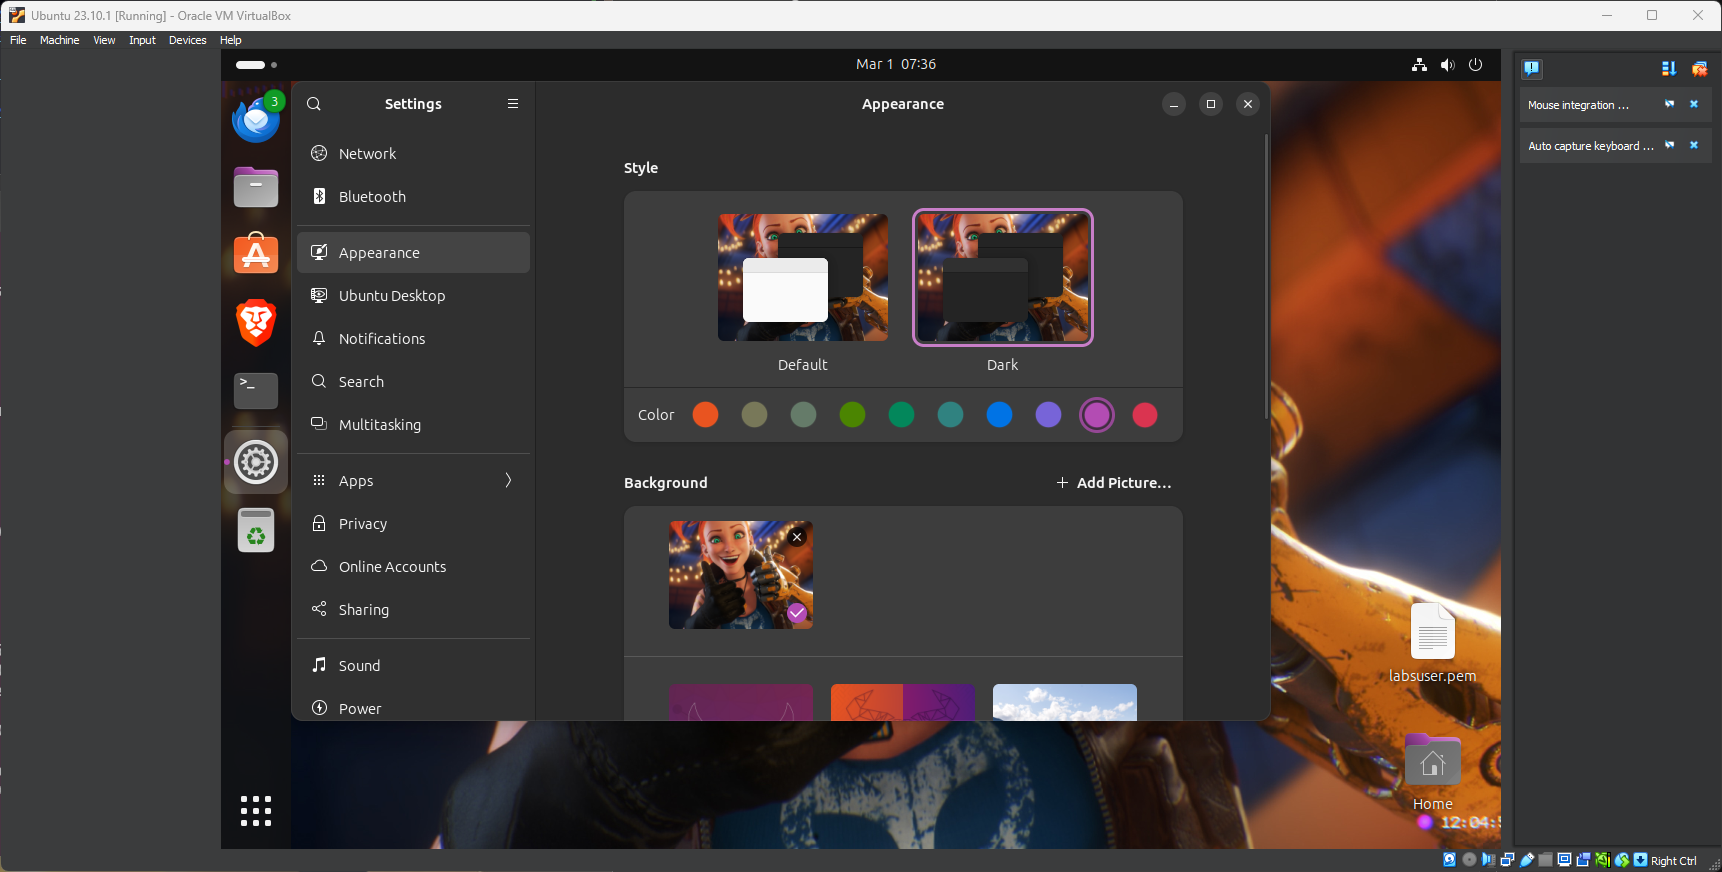 Ubuntu 23.10.1 [Running] - Oracle VM VirtualBox
File Machine View Input Devices Help
Mar 1 07:36
3
Settings
Appearance
Mouse integration ...
Auto capture keyboard ...
Network
Bluetooth
Appearance
Ubuntu Desktop
Notifications
Search
Multitasking
Apps
Privacy
Online Accounts
Sharing
Sound
Power
Style
Default
Dark
Color
Background
+ Add Picture...
>_
labsuser.pem
Home
12:04:5
Right Ctrl